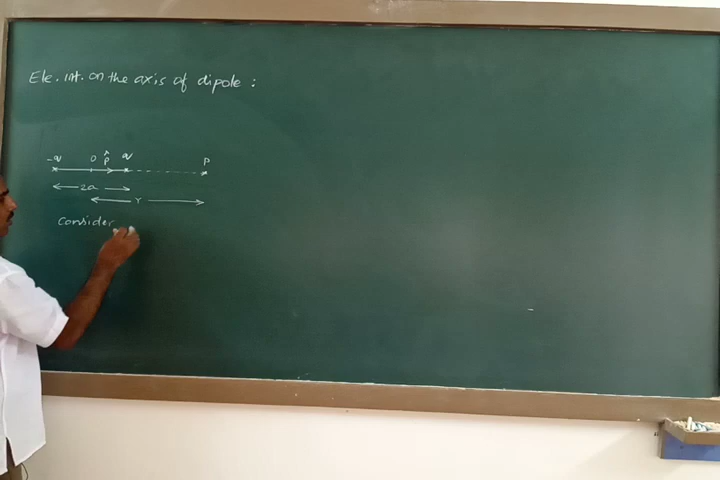 Ele. int. on the axis of dipole :
-q O p̂ q P
2a
r
Consider